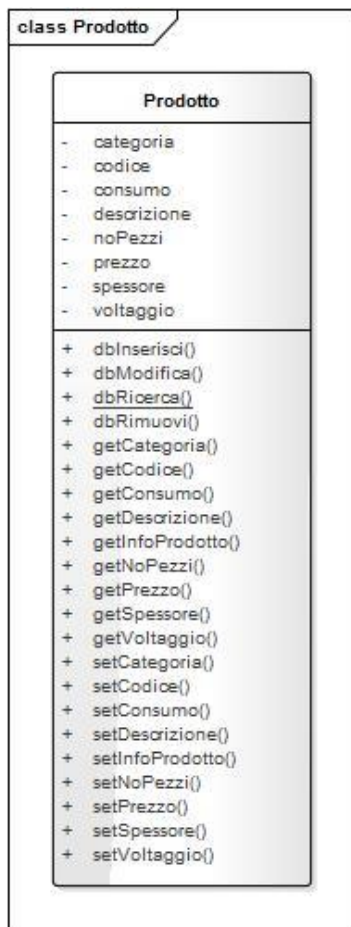 class Prodotto
Prodotto
- categoria
- codice
- consumo
- descrizione
- noPezzi
- prezzo
- spessore
- voltaggio
+ dbInserisci()
+ dbModifica()
+ dbRicerca()
+ dbRimuovi()
+ getCategoria()
+ getCodice()
+ getConsumo()
+ getDescrizione()
+ getInfoProdotto()
+ getNoPezzi()
+ getPrezzo()
+ getSpessore()
+ getVoltaggio()
+ setCategoria()
+ setCodice()
+ setConsumo()
+ setDescrizione()
+ setInfoProdotto()
+ setNoPezzi()
+ setPrezzo()
+ setSpessore()
+ setVoltaggio()